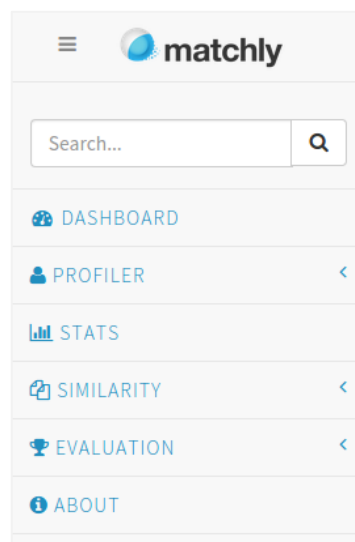 matchly
Search...
DASHBOARD
PROFILER
STATS
SIMILARITY
EVALUATION
ABOUT